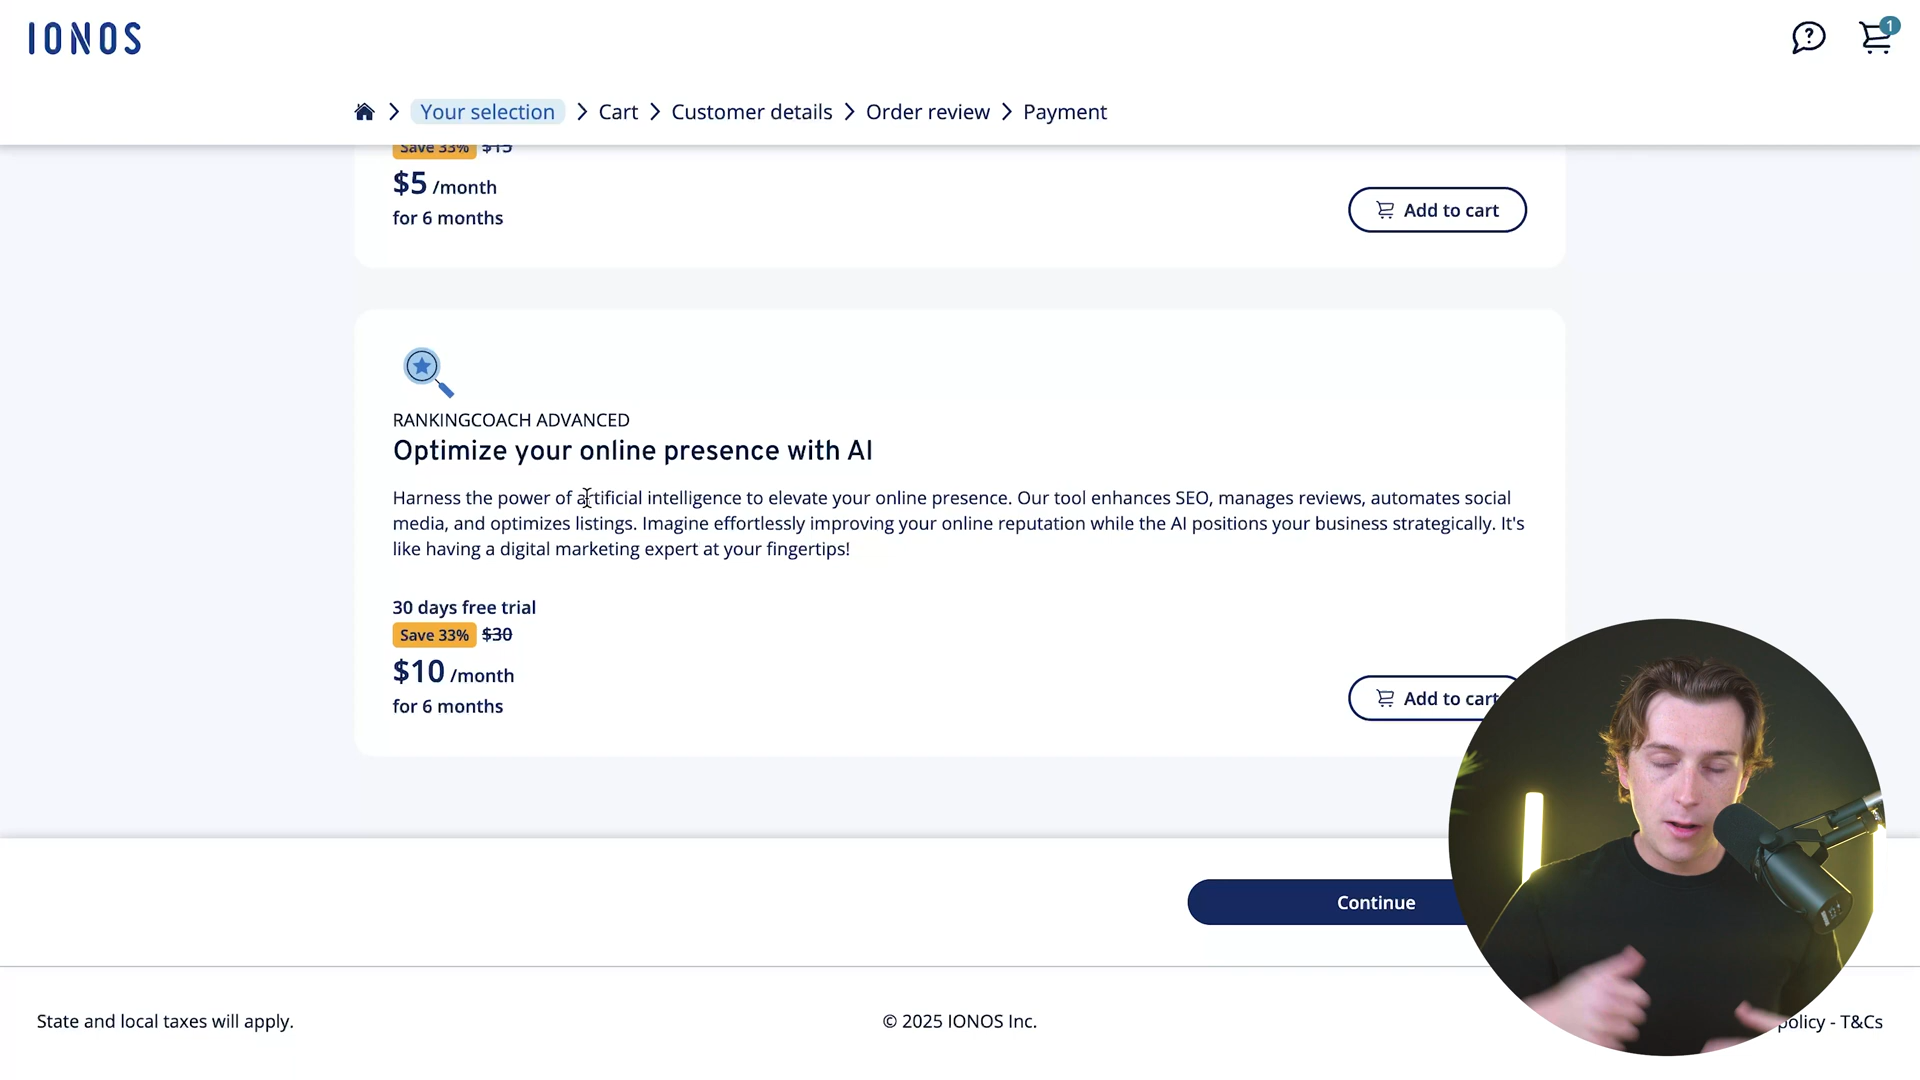 IONOS
1
Your selection
Cart
Customer details
Order review
Payment
Save 33% $15
$5 /month
for 6 months
Add to cart
RANKINGCOACH ADVANCED
Optimize your online presence with AI
Harness the power of artificial intelligence to elevate your online presence. Our tool enhances SEO, manages reviews, automates social
media, and optimizes listings. Imagine effortlessly improving your online reputation while the AI positions your business strategically. It's
like having a digital marketing expert at your fingertips!
30 days free trial
Save 33% $30
$10 /month
for 6 months
Add to cart
Continue
State and local taxes will apply.
© 2025 IONOS Inc.
policy - T&Cs